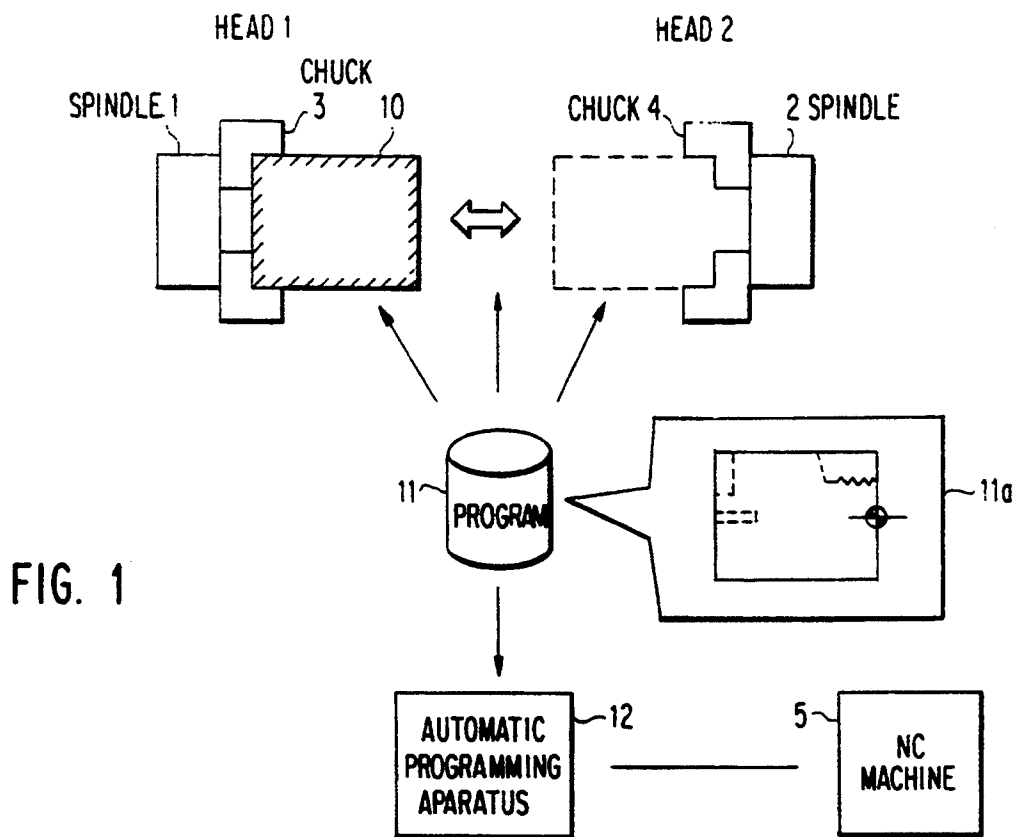 HEAD 1
HEAD 2
CHUCK
SPINDLE 1
3
10
CHUCK 4
2 SPINDLE
11
PROGRAM
11a
FIG. 1
AUTOMATIC
PROGRAMMING
APPARATUS
12
5
NC
MACHINE